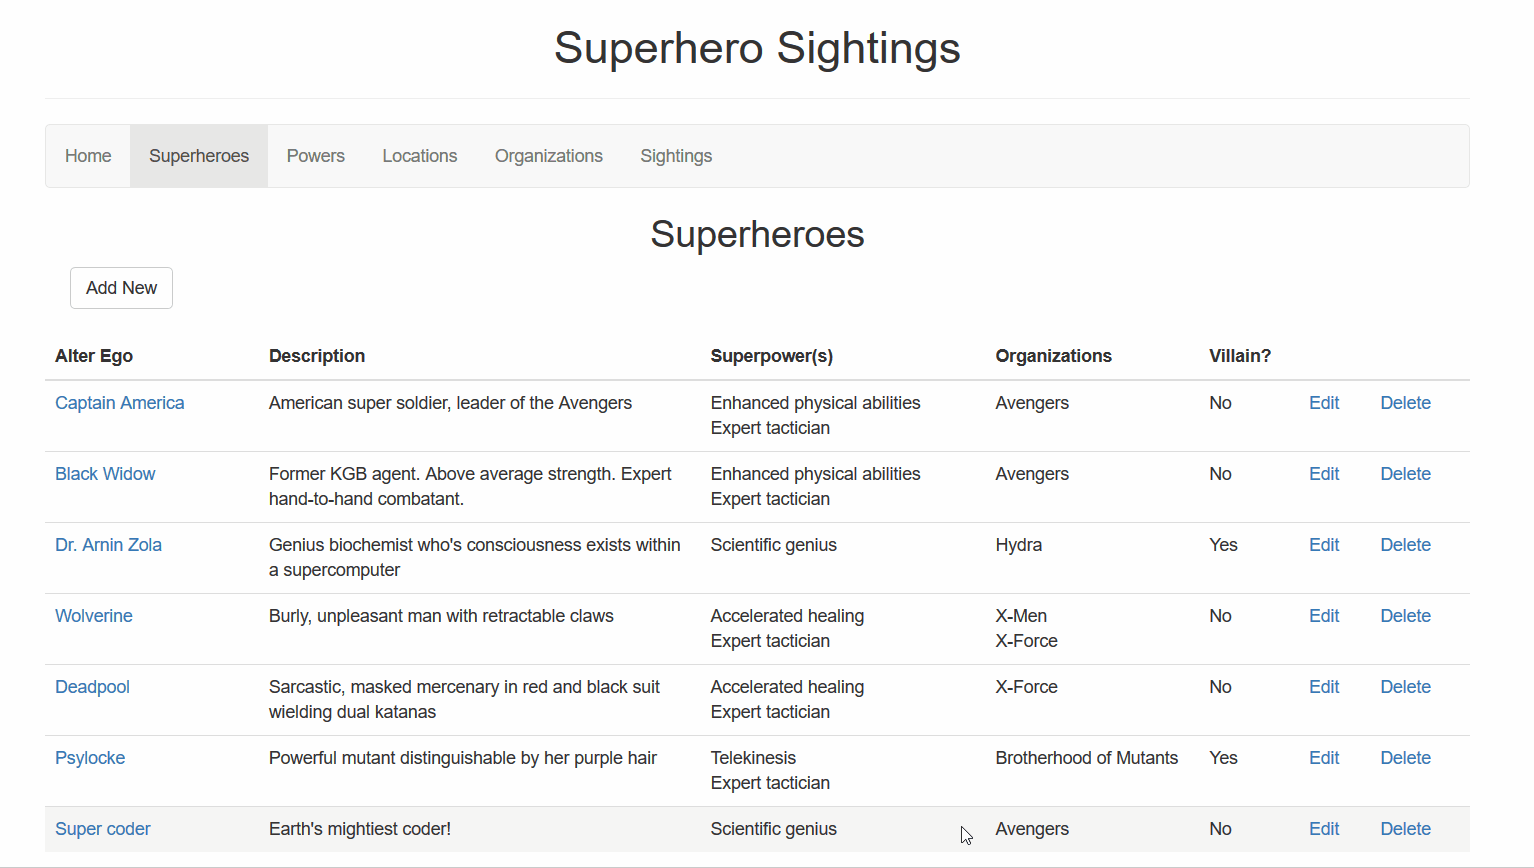 Superhero Sightings
Home Superheroes Powers Locations Organizations Sightings
Superheroes
Add New
Alter Ego Description Superpower(s) Organizations Villain?
Captain America American super soldier, leader of the Avengers Enhanced physical abilities Avengers No Edit Delete
Expert tactician
Black Widow Former KGB agent. Above average strength. Expert Enhanced physical abilities Avengers No Edit Delete
hand-to-hand combatant. Expert tactician
Dr. Arnin Zola Genius biochemist who's consciousness exists within Scientific genius Hydra Yes Edit Delete
a supercomputer
Wolverine Burly, unpleasant man with retractable claws Accelerated healing X-Men No Edit Delete
Expert tactician X-Force
Deadpool Sarcastic, masked mercenary in red and black suit Accelerated healing X-Force No Edit Delete
wielding dual katanas Expert tactician
Psylocke Powerful mutant distinguishable by her purple hair Telekinesis Brotherhood of Mutants Yes Edit Delete
Expert tactician
Super coder Earth's mightiest coder! Scientific genius Avengers No Edit Delete